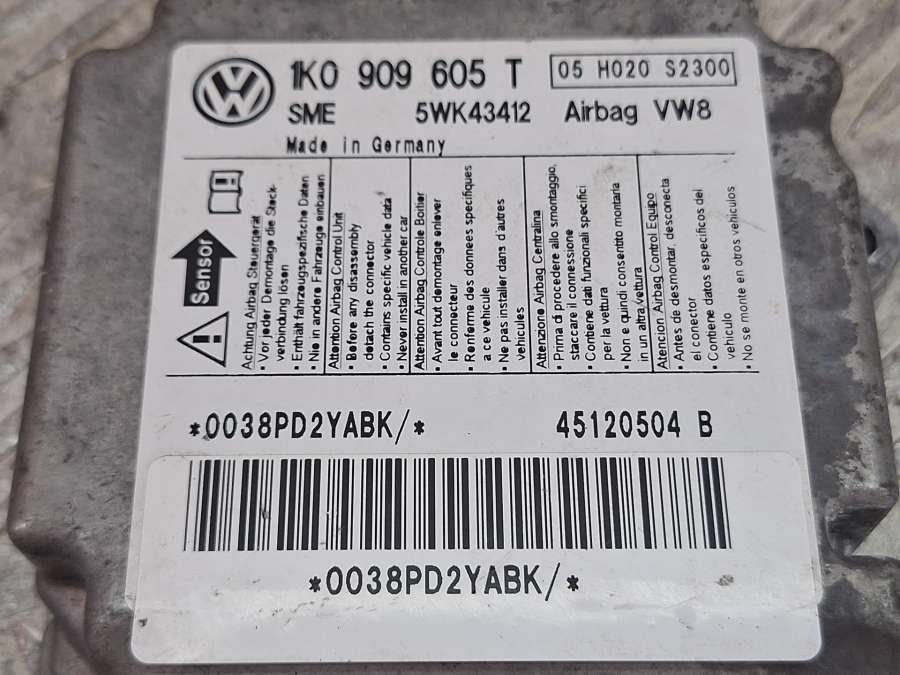 1K0 909 605 T
05 H020 S2300
SME 5WK43412 Airbag VW8
Made in Germany
Sensor
Achtung Airbag Steuergerät
• Vor jeder Demontage die Steck-
verbindung lösen
• Enthält fahrzeugspezifische Daten
• Nie in andere Fahrzeuge einbauen
Attention Airbag Control Unit
• Before any disassembly
detach the connector
• Contains specific vehicle data
• Never install in another car
Attention Airbag Controle Boitier
• Avant tout demontage enlever
le connecteur
• Renferme des donnees specifiques
a ce vehicule
• Ne pas installer dans d'autres
vehicules
Attenzione Airbag Centralina
• Prima di procedere allo smontaggio,
staccare il connessione
• Contiene dati funzionali specifici
per la vettura
• Non e quindi consentito montarla
in un altra vettura
Atencion Airbag Control Equipo
• Antes de desmontar, desconecta
el conector
• Contiene datos especificos del
vehiculo
• No se monte en otros vehiculos
*0038PD2YABK/* 45120504 B
*0038PD2YABK/*